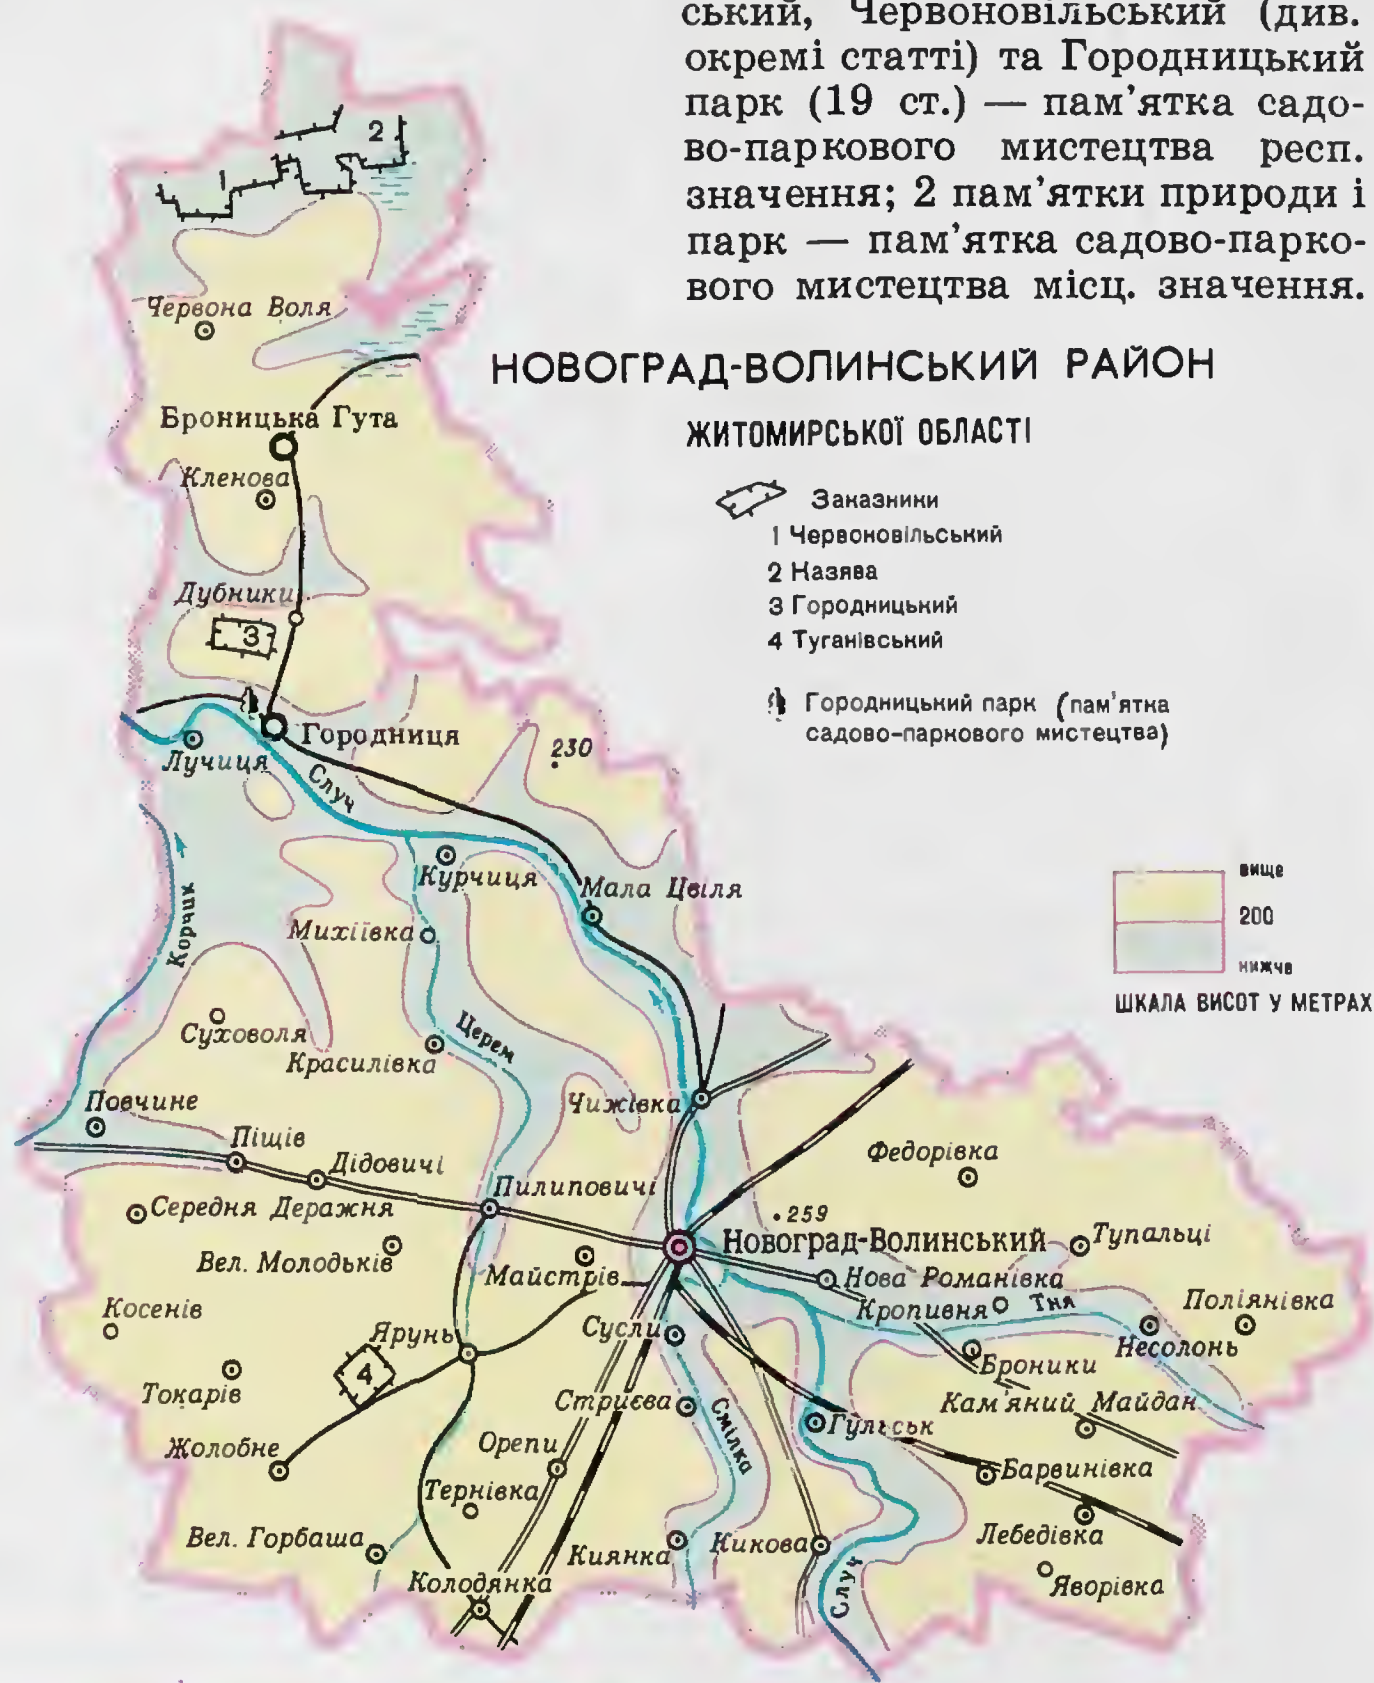 ський, Червоновільський (див.
окремі статті) та Городницький
парк (19 ст.) — пам’ятка садо-
во-паркового мистецтва респ.
значення; 2 пам’ятки природи і
парк — пам’ятка садово-парко-
вого мистецтва місц. значення.
НОВОГРАД-ВОЛИНСЬКИЙ РАЙОН
ЖИТОМИРСЬКОЇ ОБЛАСТІ
Заказники
1 Червоновільський
2 Назява
3 Городницький
4 Туганівський
Городницький парк (пам'ятка
садово-паркового мистецтва)
вище
200
нижче
ШКАЛА ВИСОТ У МЕТРАХ
2
1
Червона Воля
Броницька Гута
Кленова
Дубники
3
Городниця
Лучиця
230
Случ
Курчиця
Мала Цвіля
Корчик
Михіївка
Суховоля
Церем
Красилівка
Повчине
Чижівка
Піщів
Дідовичі
Федорівка
Пилиповичі
Середня Деражня
259
Новоград-Волинський
Тупальці
Вел. Молодьків
Майстрів
Нова Романівка
Косенів
Кропивня
Тня
Поліянівка
Ярунь
Сусли
Несолонь
4
Броники
Токарів
Стриєва
Смілка
Кам'яний Майдан
Гульськ
Жолобне
Орепи
Барвинівка
Тернівка
Вел. Горбаша
Киянка
Кикова
Лебедівка
Колодянка
Случ
Яворівка